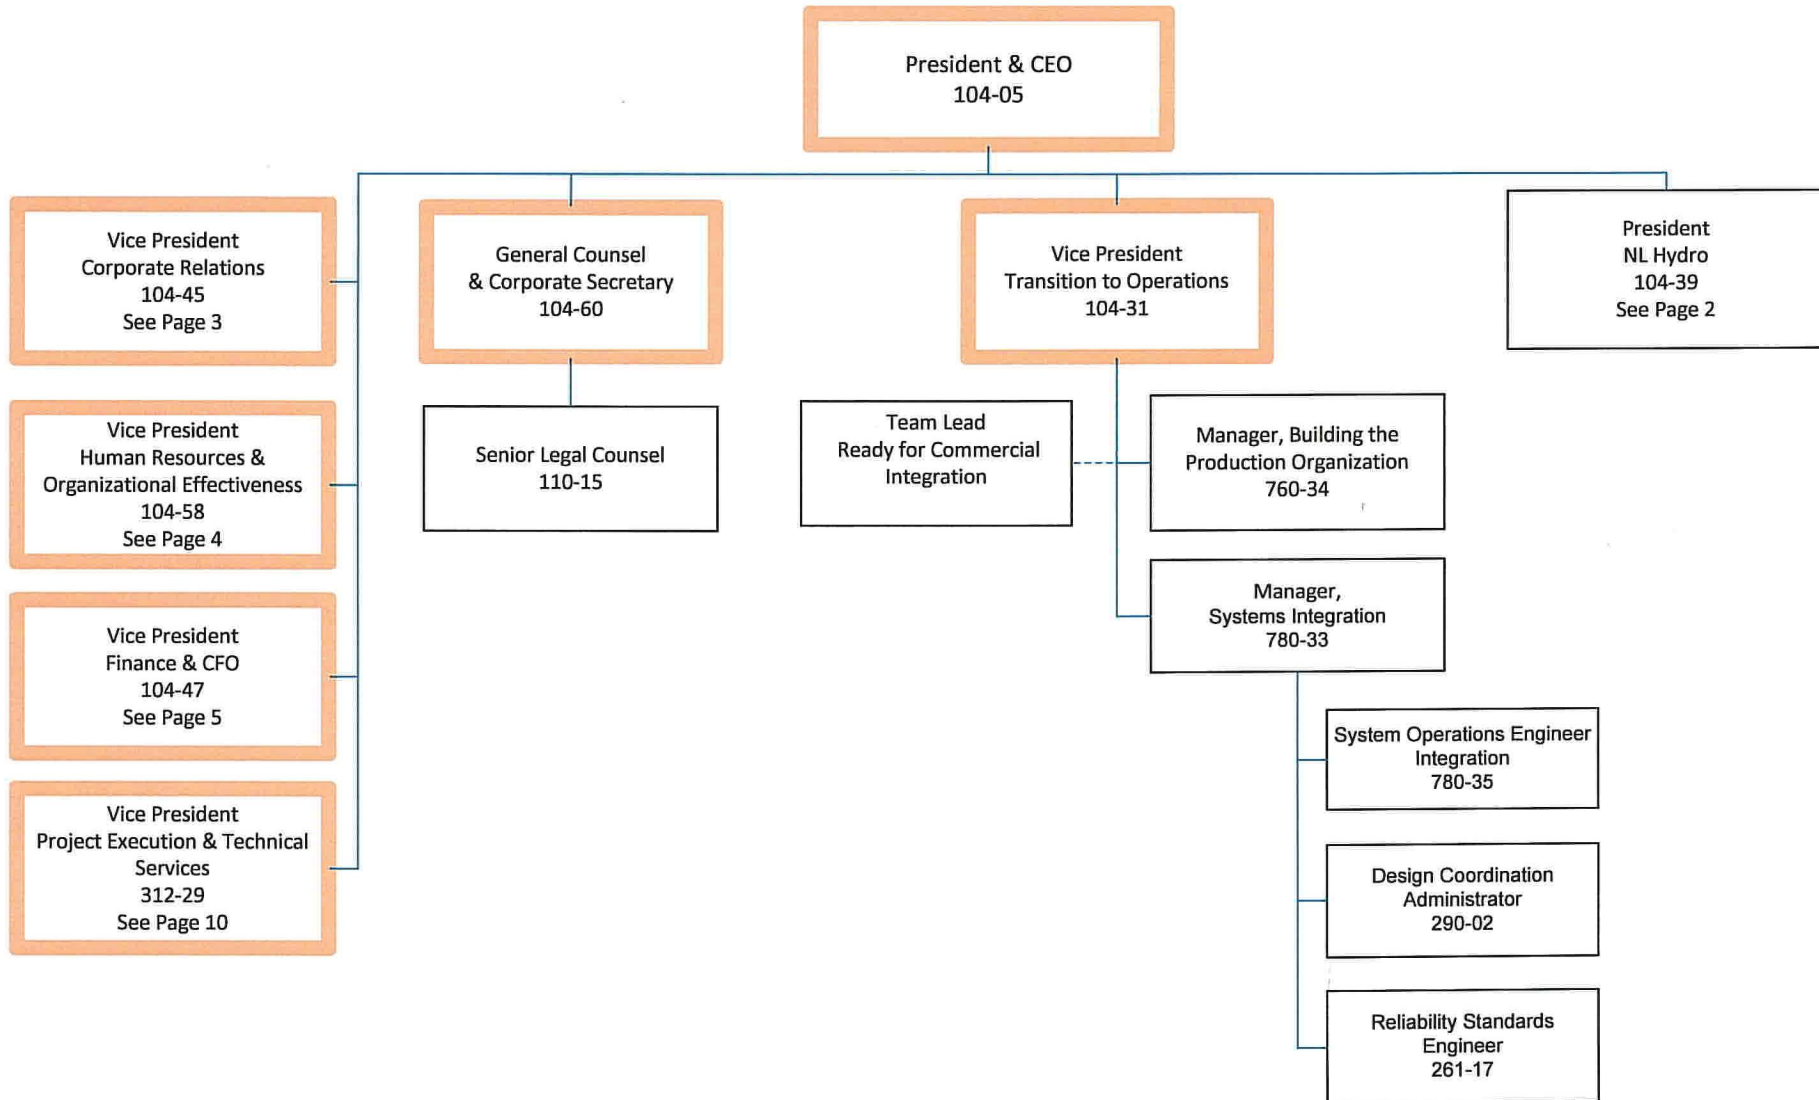 President & CEO
104-05
Vice President
Corporate Relations
104-45
See Page 3
General Counsel
& Corporate Secretary
104-60
Vice President
Transition to Operations
104-31
President
NL Hydro
104-39
See Page 2
Vice President
Human Resources &
Organizational Effectiveness
104-58
See Page 4
Senior Legal Counsel
110-15
Team Lead
Ready for Commercial
Integration
Manager, Building the
Production Organization
760-34
Manager,
Systems Integration
780-33
Vice President
Finance & CFO
104-47
See Page 5
System Operations Engineer
Integration
780-35
Vice President
Project Execution & Technical
Services
312-29
See Page 10
Design Coordination
Administrator
290-02
Reliability Standards
Engineer
261-17